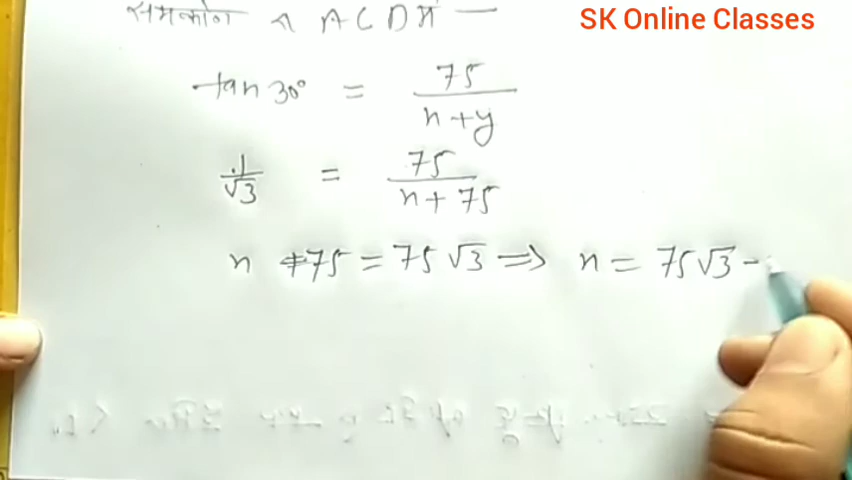 SK Online Classes
समकोण △ ACD में —
tan 30° = 75 / n+y
1/√3 = 75 / n+75
n +75 = 75√3 ⇒ n = 75√3 -